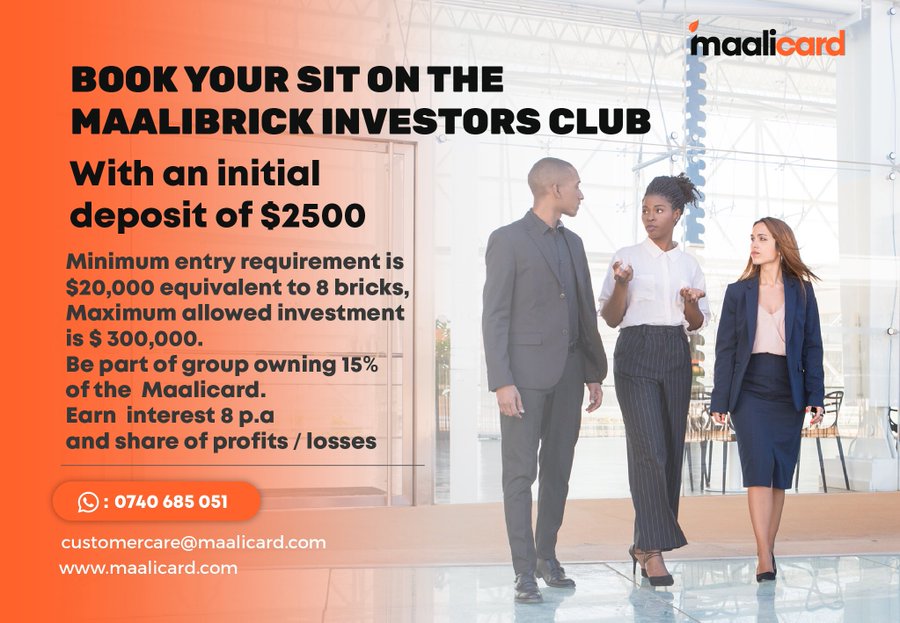 maalicard
BOOK YOUR SIT ON THE
MAALIBRICK INVESTORS CLUB
With an initial
deposit of $2500
Minimum entry requirement is
$20,000 equivalent to 8 bricks,
Maximum allowed investment
is $ 300,000.
Be part of group owning 15%
of the Maalicard.
Earn interest 8 p.a
and share of profits / losses
: 0740 685 051
customercare@maalicard.com
www.maalicard.com